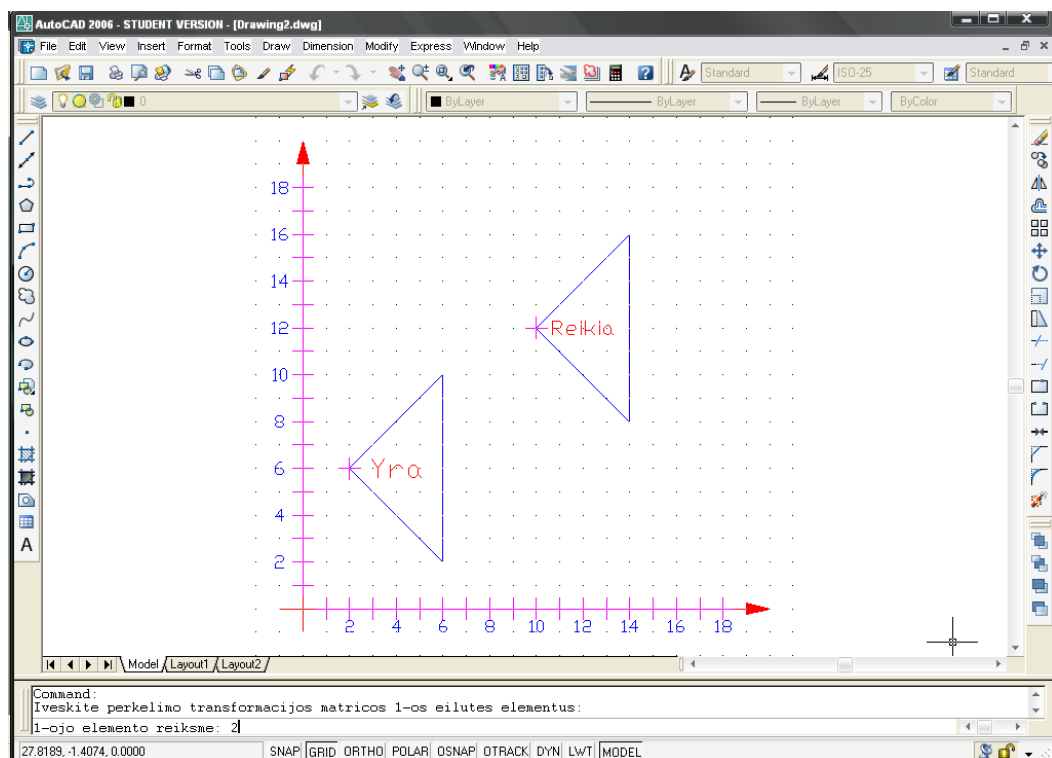 AutoCAD 2006 - STUDENT VERSION - [Drawing2.dwg]
File Edit View Insert Format Tools Draw Dimension Modify Express Window Help
Standard ISO-25 Standard
0 ByLayer ByLayer ByLayer ByColor
18
16
14
12 Reikia
10
8
6 Yra
4
2
2 4 6 8 10 12 14 16 18
A
Model Layout1 Layout2
Command:
Iveskite perkelimo transformacijos matricos 1-os eilutes elementus:
1-ojo elemento reiksme: 2
27.8189, -1.4074, 0.0000 SNAP GRID ORTHO POLAR OSNAP OTRACK DYN LWT MODEL